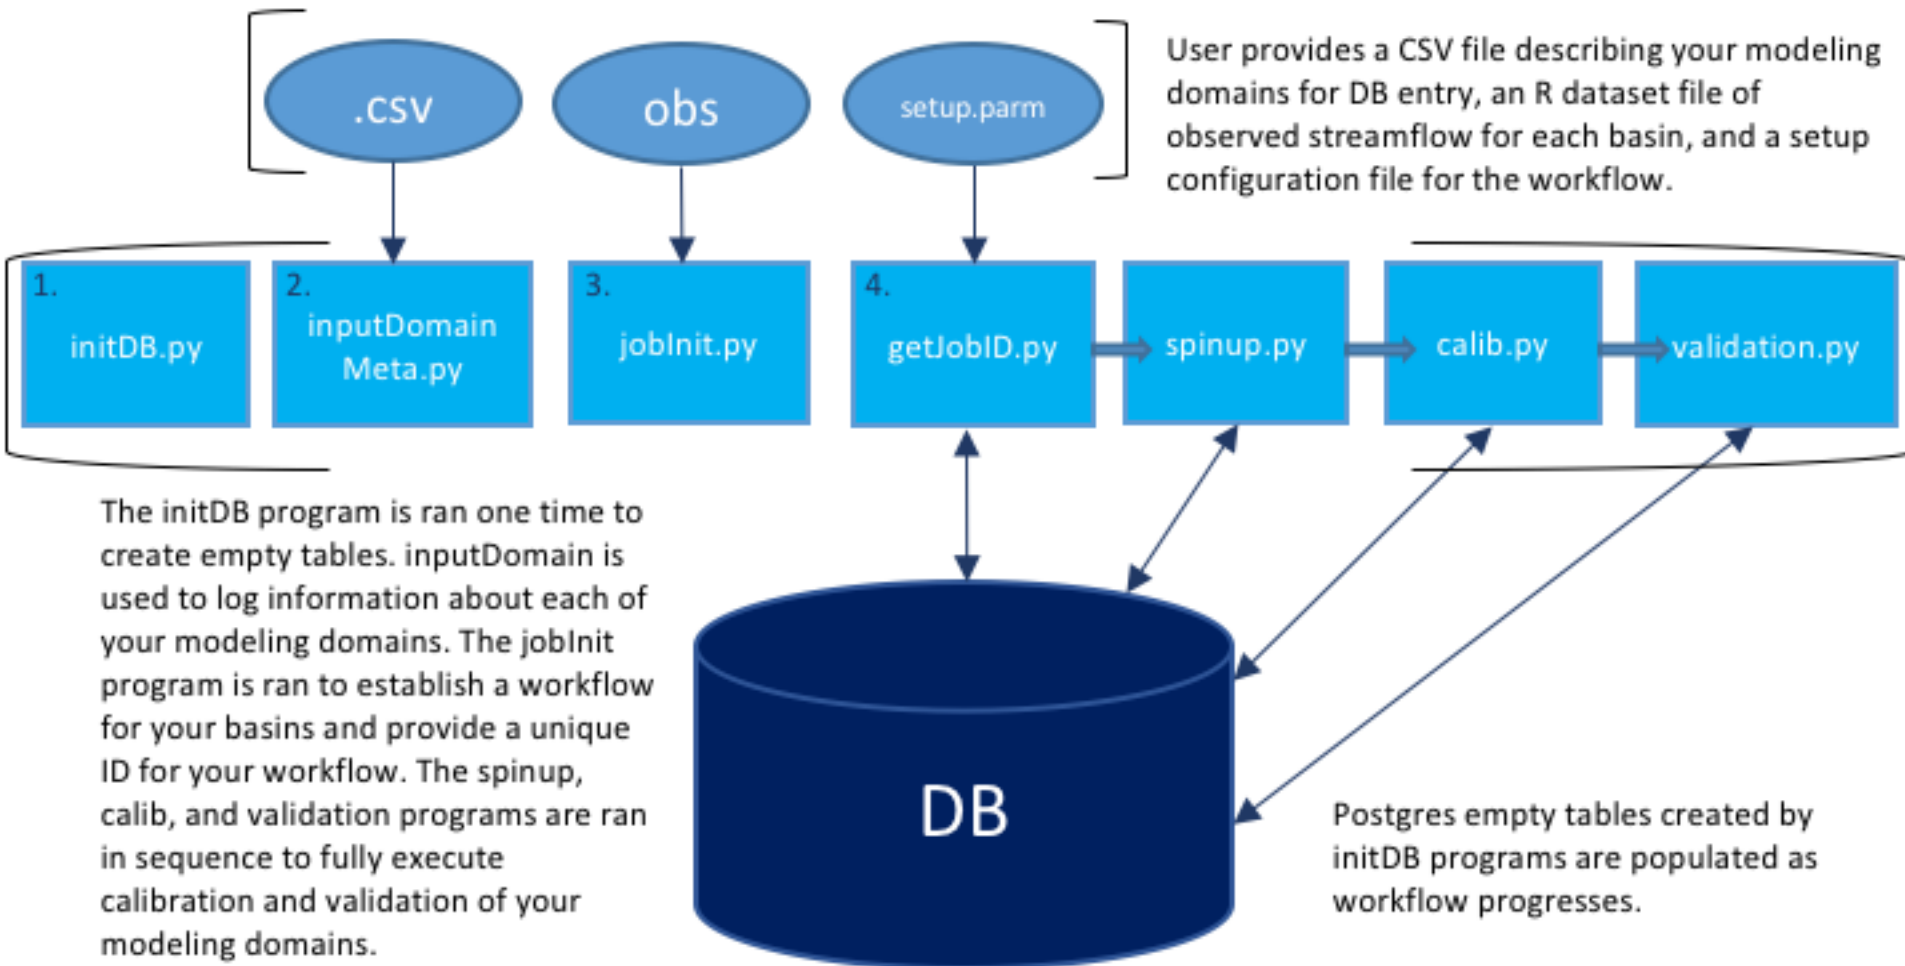 .csv
obs
setup.parm
User provides a CSV file describing your modeling
domains for DB entry, an R dataset file of
observed streamflow for each basin, and a setup
configuration file for the workflow.
1.
initDB.py
2.
inputDomain
Meta.py
3.
jobInit.py
4.
getJobID.py
spinup.py
calib.py
validation.py
The initDB program is ran one time to
create empty tables. inputDomain is
used to log information about each of
your modeling domains. The jobInit
program is ran to establish a workflow
for your basins and provide a unique
ID for your workflow. The spinup,
calib, and validation programs are ran
in sequence to fully execute
calibration and validation of your
modeling domains.
DB
Postgres empty tables created by
initDB programs are populated as
workflow progresses.